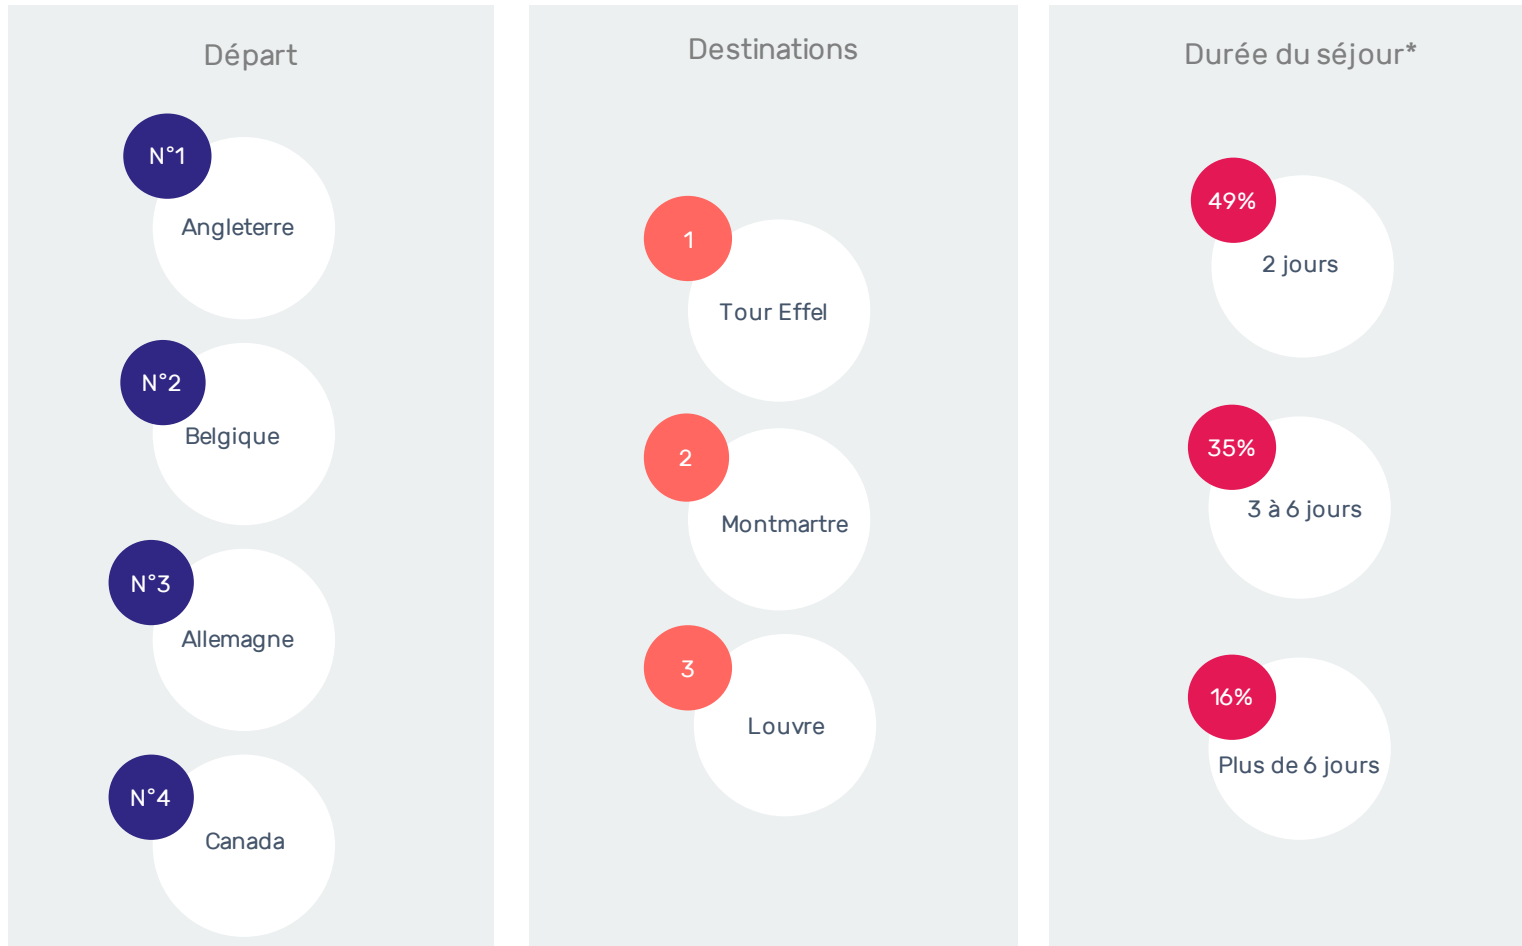 Départ
N°1
Angleterre
N°2
Belgique
N°3
Allemagne
N°4
Canada
Destinations
1
Tour Effel
2
Montmartre
3
Louvre
Durée du séjour*
49%
2 jours
35%
3 à 6 jours
16%
Plus de 6 jours